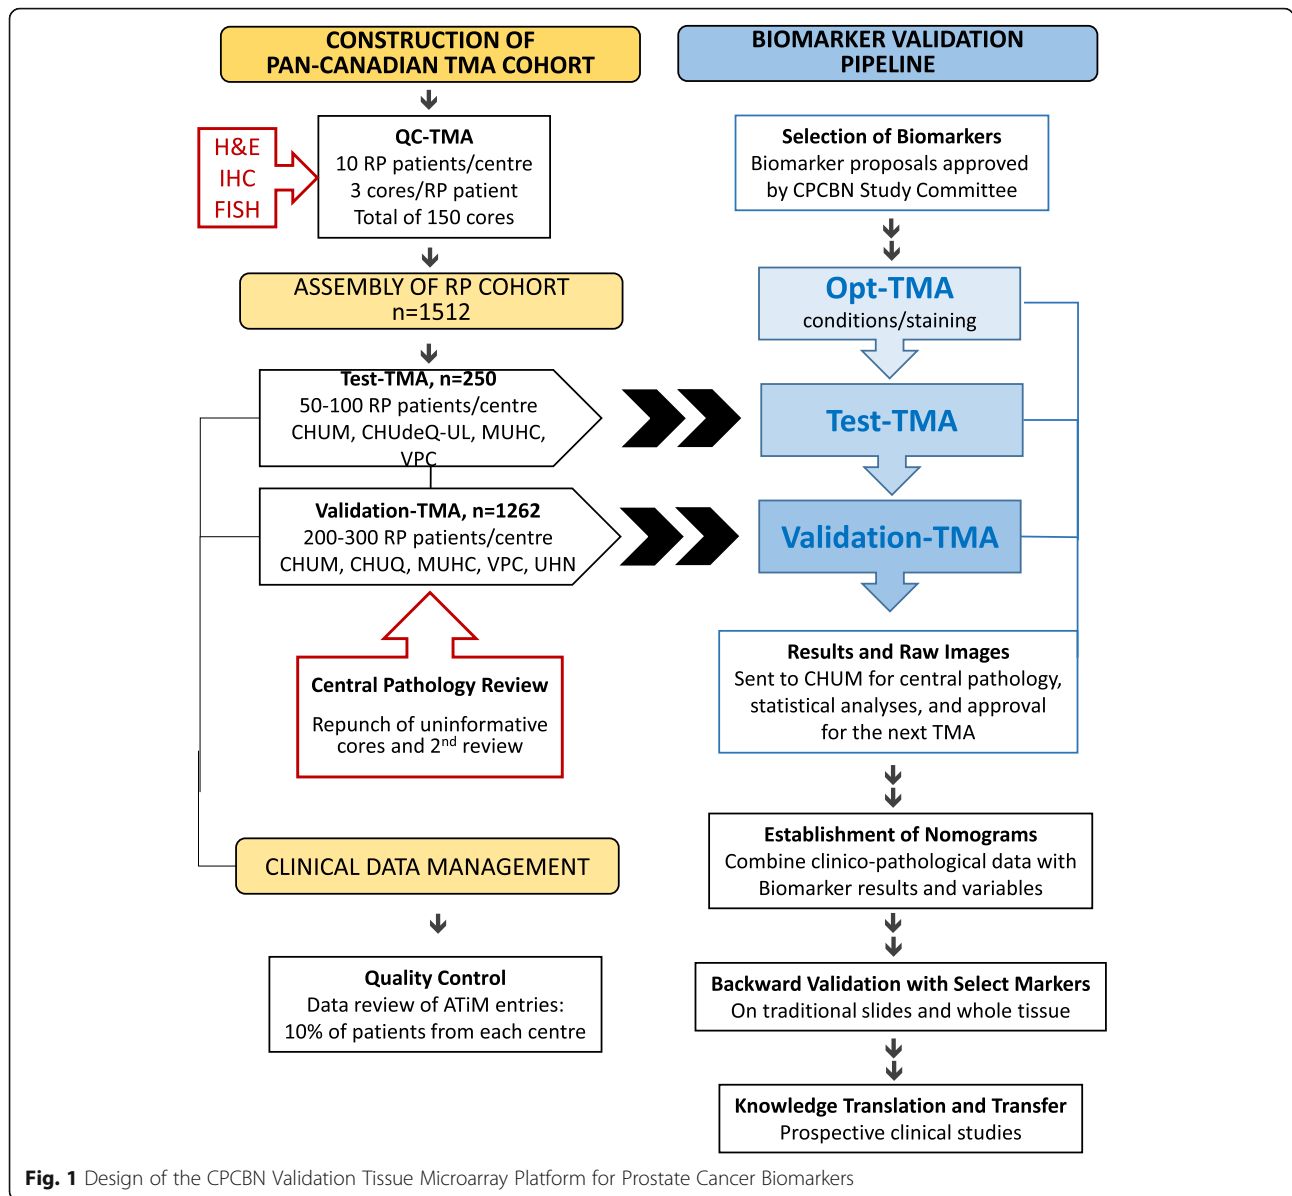 CONSTRUCTION OF
PAN-CANADIAN TMA COHORT
H&E
IHC
FISH
QC-TMA
10 RP patients/centre
3 cores/RP patient
Total of 150 cores
ASSEMBLY OF RP COHORT
n=1512
Test-TMA, n=250
50-100 RP patients/centre
CHUM, CHUdeQ-UL, MUHC,
VPC
Validation-TMA, n=1262
200-300 RP patients/centre
CHUM, CHUQ, MUHC, VPC, UHN
Central Pathology Review
Repunch of uninformative
cores and 2nd review
CLINICAL DATA MANAGEMENT
Quality Control
Data review of ATiM entries:
10% of patients from each centre
BIOMARKER VALIDATION
PIPELINE
Selection of Biomarkers
Biomarker proposals approved
by CPCBN Study Committee
Opt-TMA
conditions/staining
Test-TMA
Validation-TMA
Results and Raw Images
Sent to CHUM for central pathology,
statistical analyses, and approval
for the next TMA
Establishment of Nomograms
Combine clinico-pathological data with
Biomarker results and variables
Backward Validation with Select Markers
On traditional slides and whole tissue
Knowledge Translation and Transfer
Prospective clinical studies
Fig. 1 Design of the CPCBN Validation Tissue Microarray Platform for Prostate Cancer Biomarkers